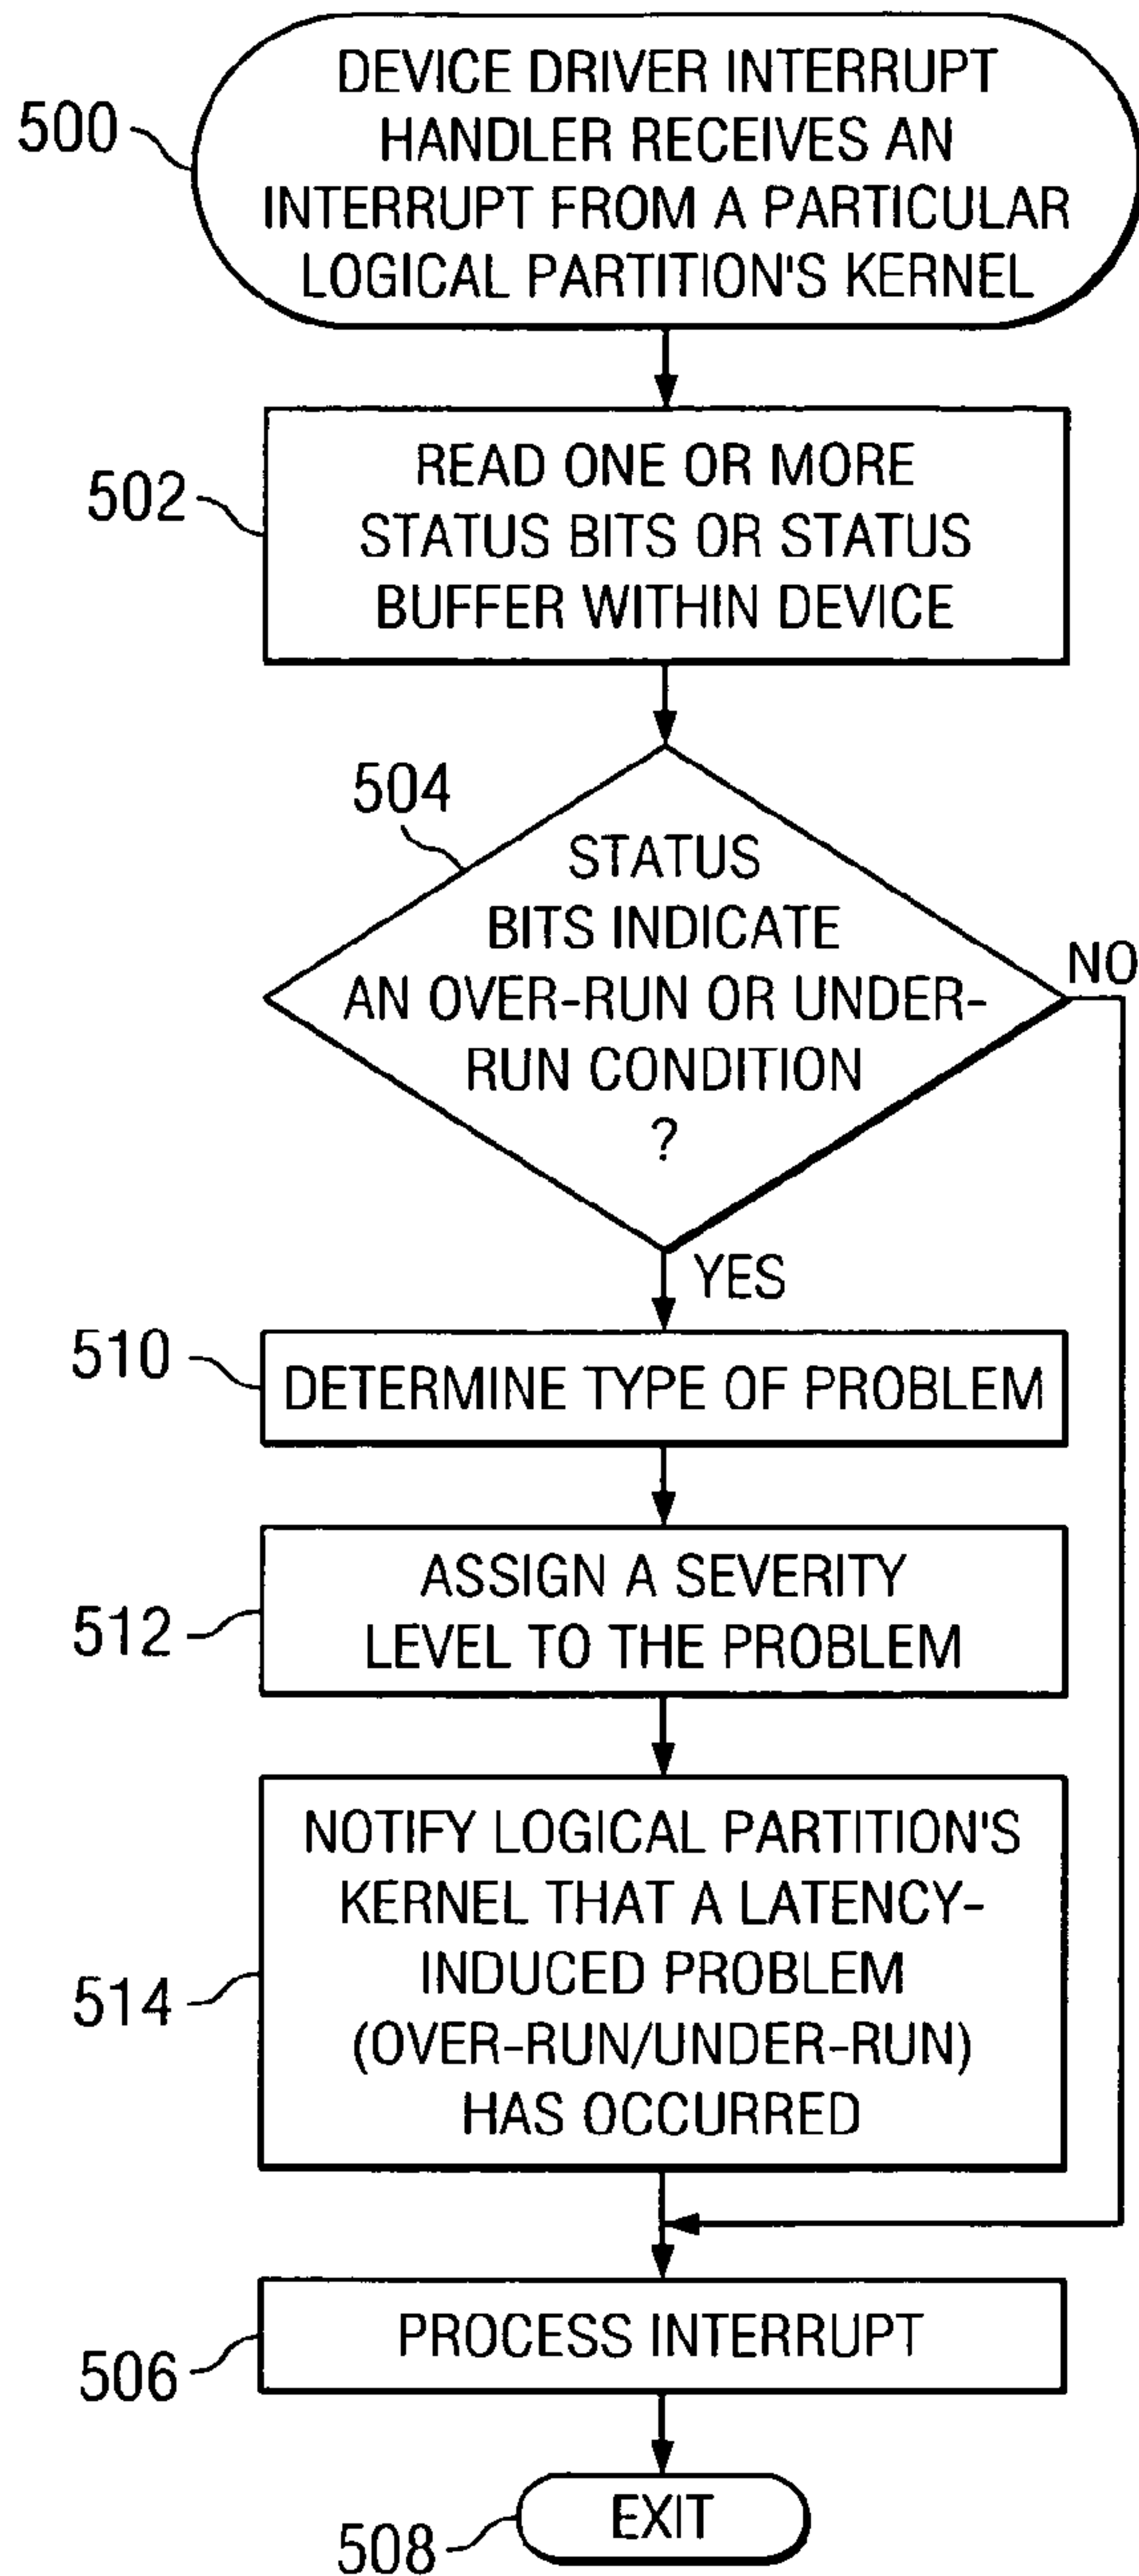 500
DEVICE DRIVER INTERRUPT
HANDLER RECEIVES AN
INTERRUPT FROM A PARTICULAR
LOGICAL PARTITION'S KERNEL
502
READ ONE OR MORE
STATUS BITS OR STATUS
BUFFER WITHIN DEVICE
504
STATUS
BITS INDICATE
AN OVER-RUN OR UNDER-
RUN CONDITION
?
NO
YES
510
DETERMINE TYPE OF PROBLEM
512
ASSIGN A SEVERITY
LEVEL TO THE PROBLEM
514
NOTIFY LOGICAL PARTITION'S
KERNEL THAT A LATENCY-
INDUCED PROBLEM
(OVER-RUN/UNDER-RUN)
HAS OCCURRED
506
PROCESS INTERRUPT
508
EXIT